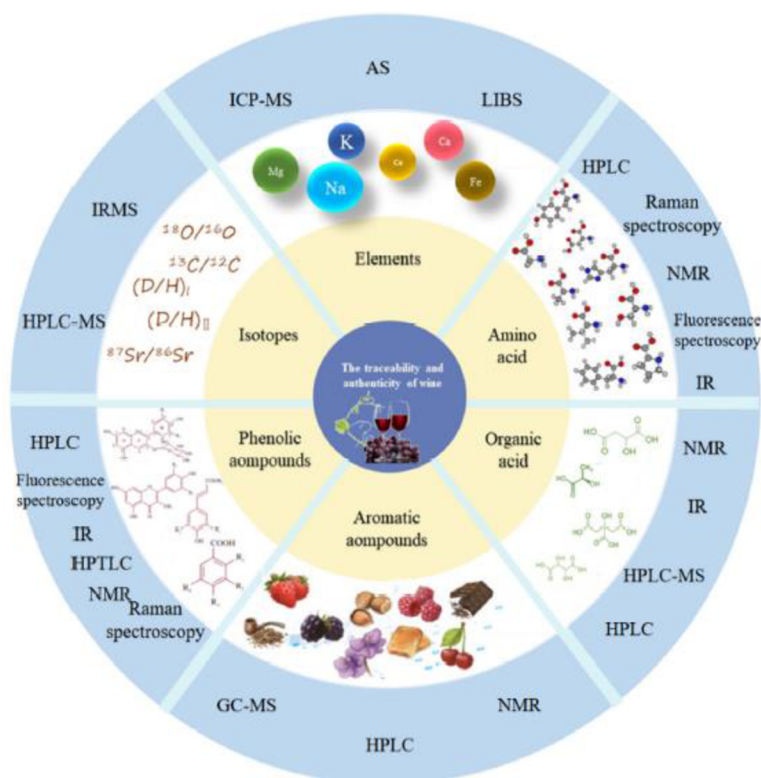 AS
ICP-MS
LIBS
K
Ca
Mg
Na
Ca
Fe
Elements
HPLC
Raman
spectroscopy
NMR
Fluorescence
spectroscopy
IR
Amino
acid
IRMS
HPLC-MS
¹⁸O/¹⁶O
¹³C/¹²C
(D/H)I
(D/H)II
⁸⁷Sr/⁸⁶Sr
Isotopes
The traceability and
authenticity of wine
Phenolic
aompounds
HPLC
Fluorescence
spectroscopy
IR
HPTLC
NMR
Raman
spectroscopy
COOH
Organic
acid
NMR
IR
HPLC-MS
HPLC
Aromatic
aompounds
GC-MS
HPLC
NMR